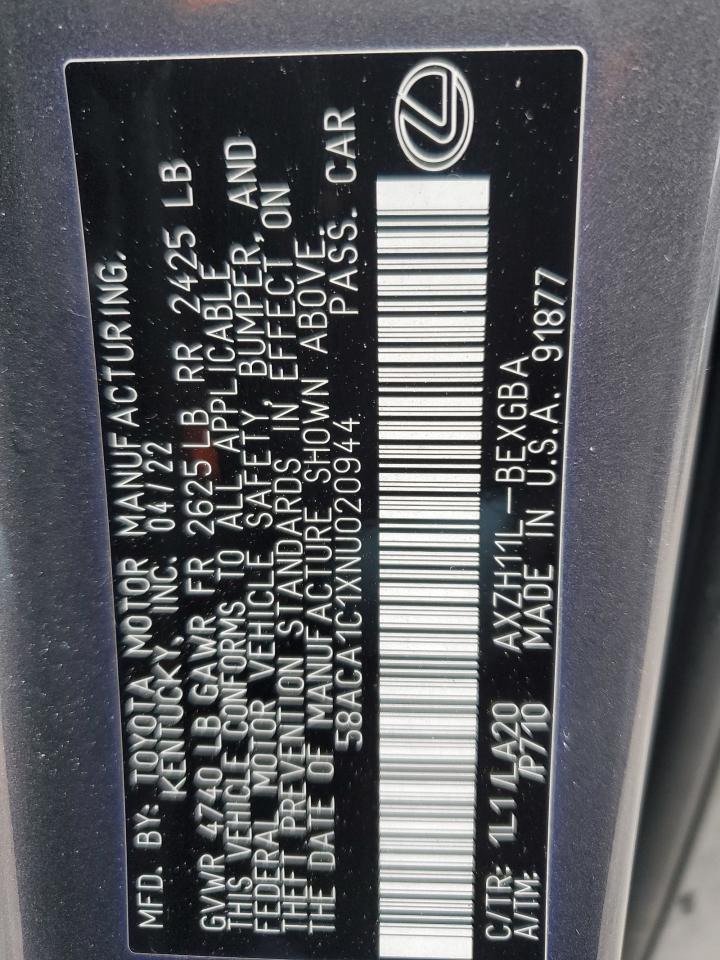 MFD. BY: TOYOTA MOTOR MANUFACTURING,
KENTUCKY, INC. 04/22
GVWR 4740 LB GAWR FR 2625 LB RR 2425 LB
THIS VEHICLE CONFORMS TO ALL APPLICABLE
FEDERAL MOTOR VEHICLE SAFETY, BUMPER, AND
THEFT PREVENTION STANDARDS IN EFFECT ON
THE DATE OF MANUFACTURE SHOWN ABOVE.
58ACA1C1XNU020944 PASS. CAR
C/TR: 1L1/LA20 AXZH11L-BEXGBA
A/TM: /P710 MADE IN U.S.A. 91877